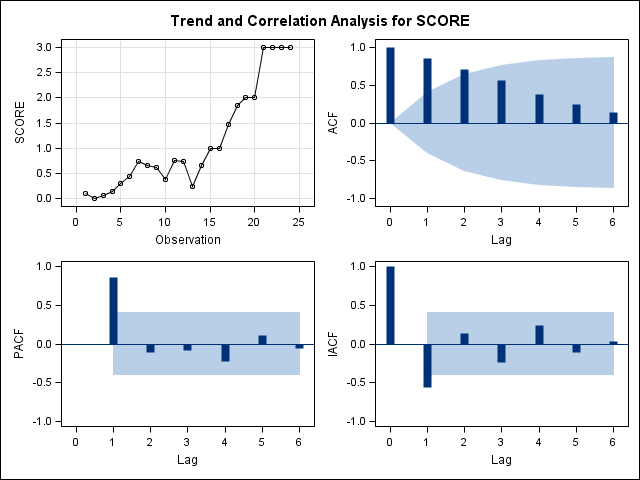 Trend and Correlation Analysis for SCORE
SCORE
3.0
2.5
2.0
1.5
1.0
0.5
0.0
0 5 10 15 20 25
Observation
ACF
1.0
0.5
0.0
-0.5
-1.0
0 1 2 3 4 5 6
Lag
PACF
1.0
0.5
0.0
-0.5
-1.0
0 1 2 3 4 5 6
Lag
IACF
1.0
0.5
0.0
-0.5
-1.0
0 1 2 3 4 5 6
Lag